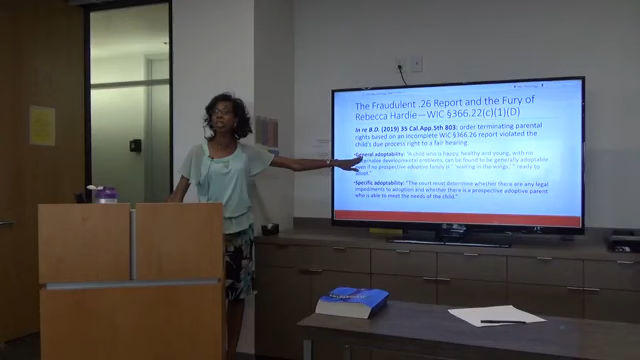 The Fraudulent .26 Report and the Fury of
Rebecca Hardie—WIC §366.22(c)(1)(D)
In re B.D. (2019) 35 Cal.App.5th 803: order terminating parental
rights based on an incomplete WIC §366.26 report violated the
child's due process right to a fair hearing.
General adoptability: "A child who is happy, healthy and young, with no
developmental problems, can be found to be generally adoptable
if no prospective adoptive family is ' waiting in the wings,' ready to
adopt."
Specific adoptability: "The court must determine whether there are any legal
impediments to adoption and whether there is a prospective adoptive parent
who is able to meet the needs of the child."